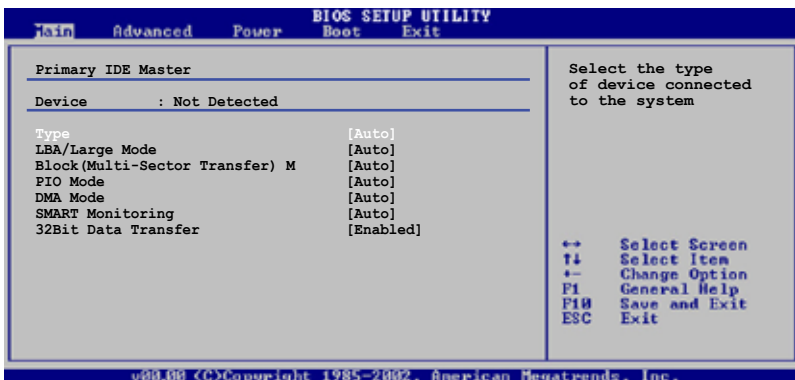 BIOS SETUP UTILITY
Main Advanced Power Boot Exit
Primary IDE Master
Device : Not Detected
Type [Auto]
LBA/Large Mode [Auto]
Block(Multi-Sector Transfer) M [Auto]
PIO Mode [Auto]
DMA Mode [Auto]
SMART Monitoring [Auto]
32Bit Data Transfer [Enabled]
Select the type
of device connected
to the system
↔ Select Screen
↑↓ Select Item
+- Change Option
F1 General Help
F10 Save and Exit
ESC Exit
v00.00 (C)Copyright 1985-2002, American Megatrends, Inc.